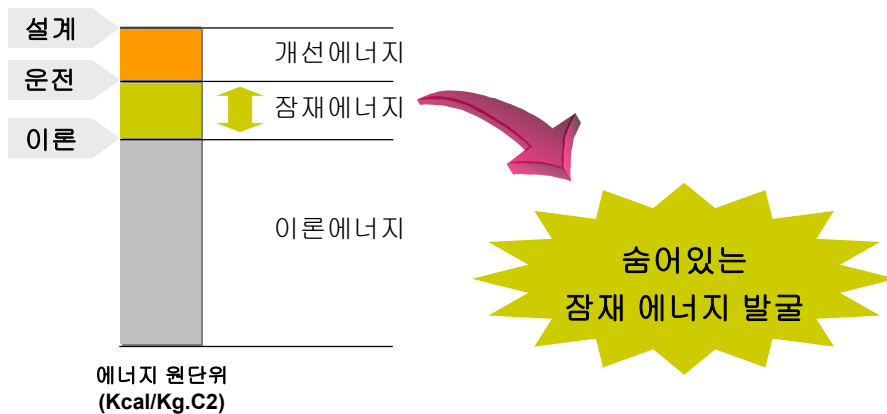 설계
개선에너지
운전
잠재에너지
이론
이론에너지
숨어있는
잠재 에너지 발굴
에너지 원단위
(Kcal/Kg.C2)